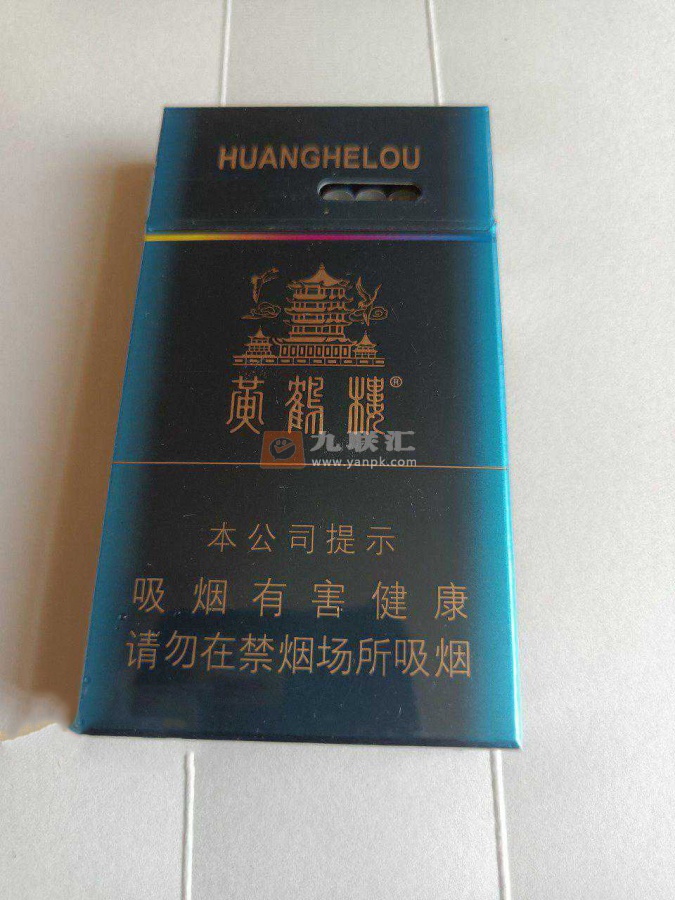 HUANGHELOU
黄鹤楼®
九联汇
www.yanpk.com
本公司提示
吸烟有害健康
请勿在禁烟场所吸烟